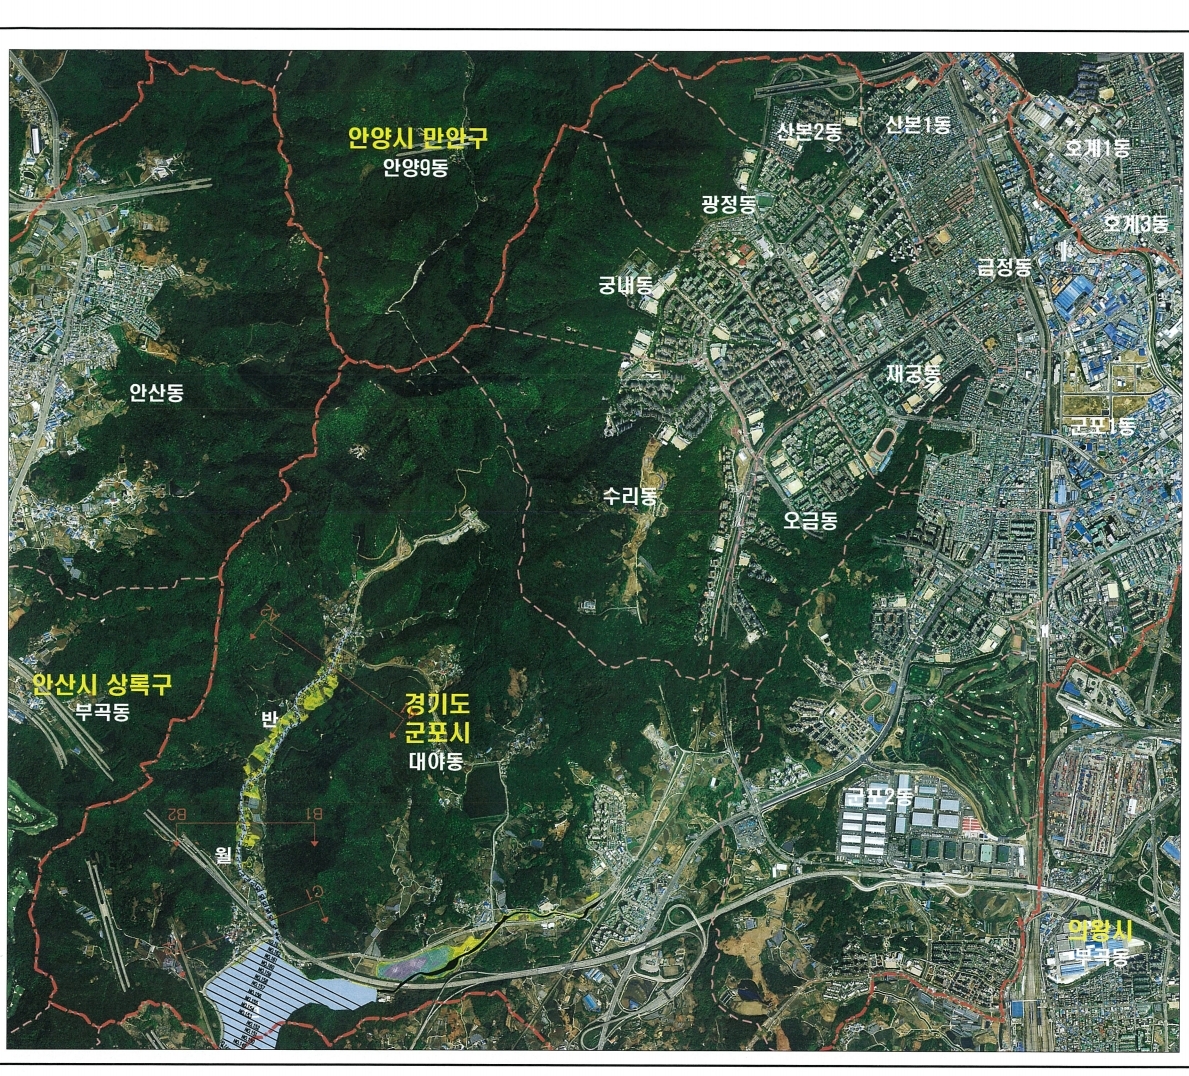 산본2동
산본1동
안양시 만안구
안양9동
호계1동
광정동
호계3동
금정동
궁내동
재궁동
안산동
군포1동
수리동
오금동
A2
안산시 상록구
부곡동
경기도
군포시
대야동
반
군포2동
B2
B1
월
C1
의왕시
부곡동